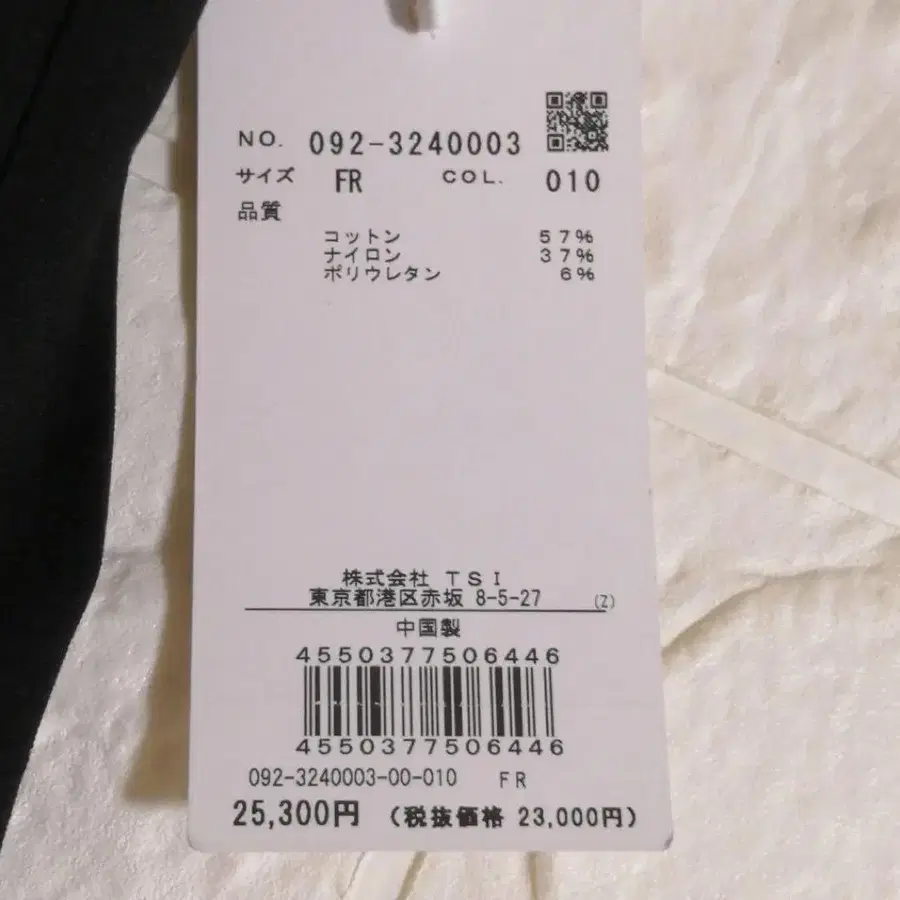 NO. 092-3240003
サイズ FR COL. 010
品質
コットン 57%
ナイロン 37%
ポリウレタン 6%
株式会社 TSI
東京都港区赤坂 8-5-27 (Z)
中国製
4550377506446
4550377506446
092-3240003-00-010 FR
25,300円 (税抜価格 23,000円)